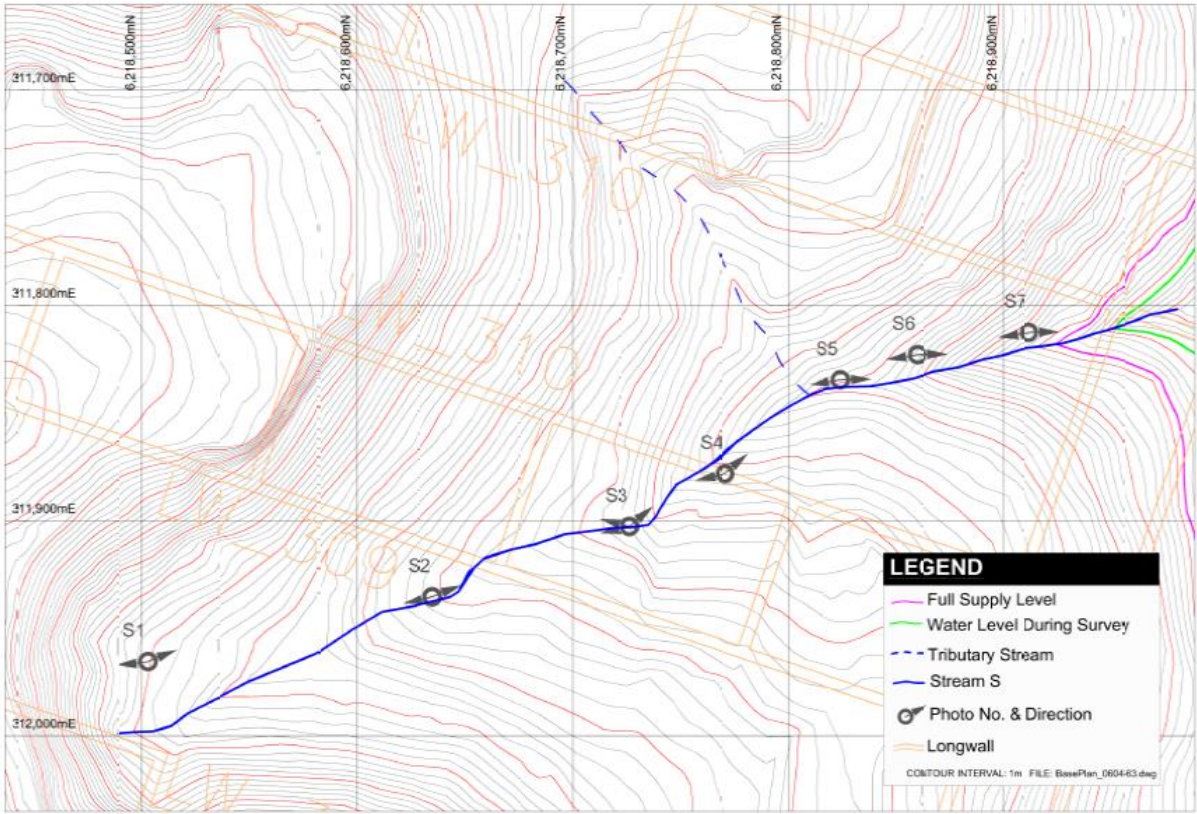 6,218,500mN
6,218,600mN
6,218,700mN
6,218,800mN
6,218,900mN
311,700mE
311,800mE
311,900mE
312,000mE
LW 310
S7
S6
S5
S4
S3
S2
S1
LEGEND
Full Supply Level
Water Level During Survey
Tributary Stream
Stream S
Photo No. & Direction
Longwall
CONTOUR INTERVAL: 1m FILE: BasePlan_0604-63.dwg